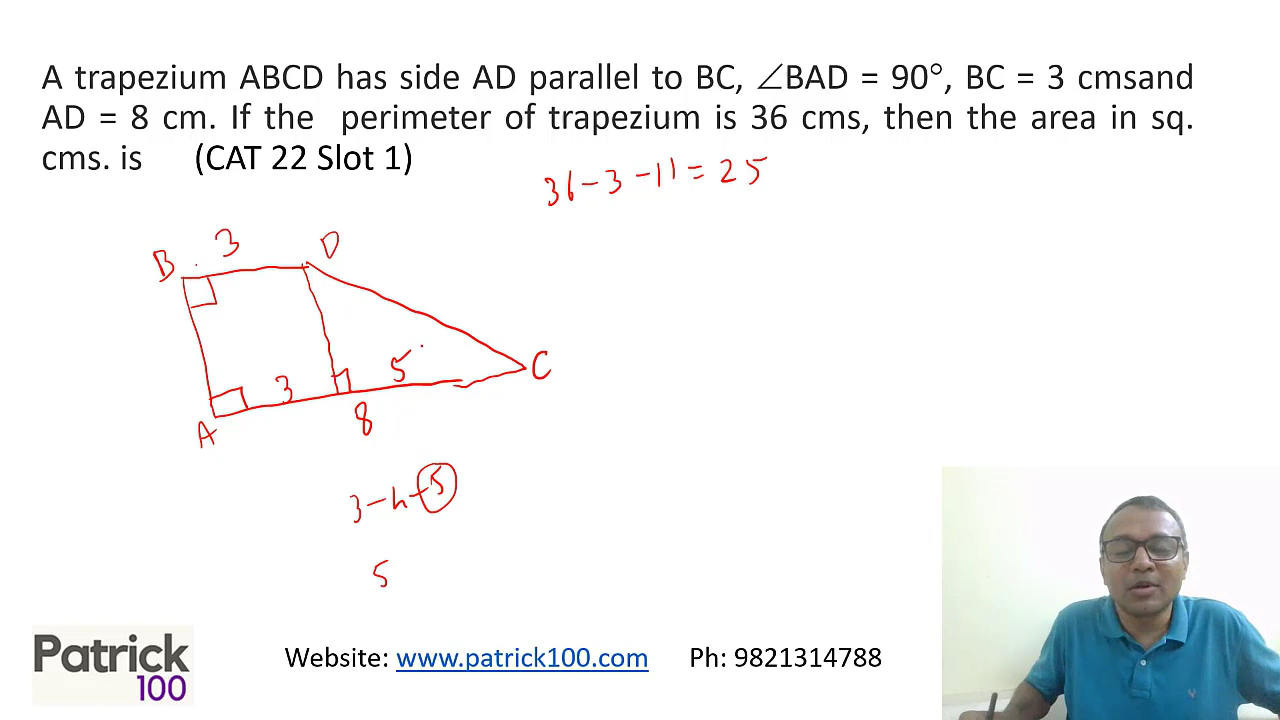 A trapezium ABCD has side AD parallel to BC, ∠BAD = 90°, BC = 3 cmsand
AD = 8 cm. If the perimeter of trapezium is 36 cms, then the area in sq.
cms. is (CAT 22 Slot 1)
36-3-11=25
B 3 D
5 C
3
A 8
3-4-5
5
Patrick
100
Website: www.patrick100.com Ph: 9821314788